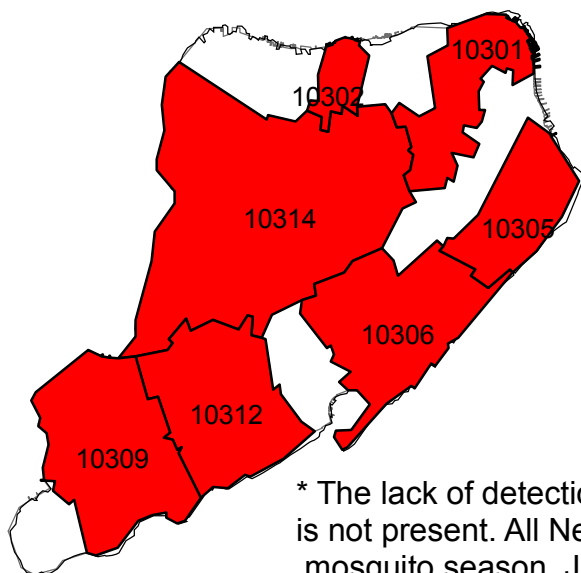 10301
10302
10314
10305
10306
10312
10309
* The lack of detectio
is not present. All Ne
mosquito season, J